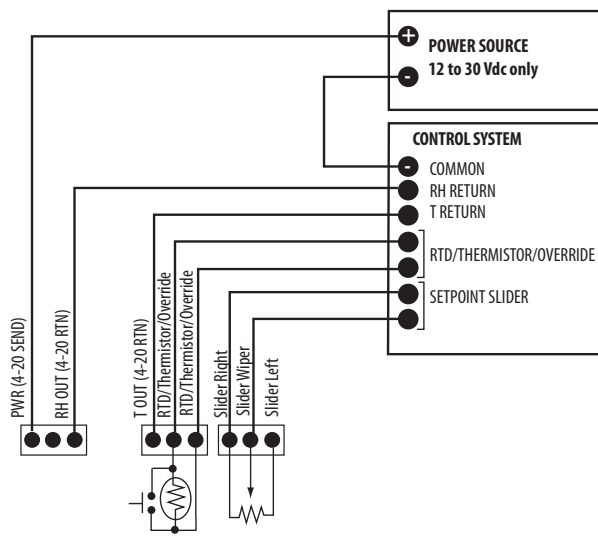 +
POWER SOURCE
12 to 30 Vdc only
-
CONTROL SYSTEM
-
COMMON
RH RETURN
T RETURN
RTD/THERMISTOR/OVERRIDE
SETPOINT SLIDER
PWR (4-20 SEND)
RH OUT (4-20 RTN)
T OUT (4-20 RTN)
RTD/Thermistor/Override
RTD/Thermistor/Override
Slider Right
Slider Wiper
Slider Left